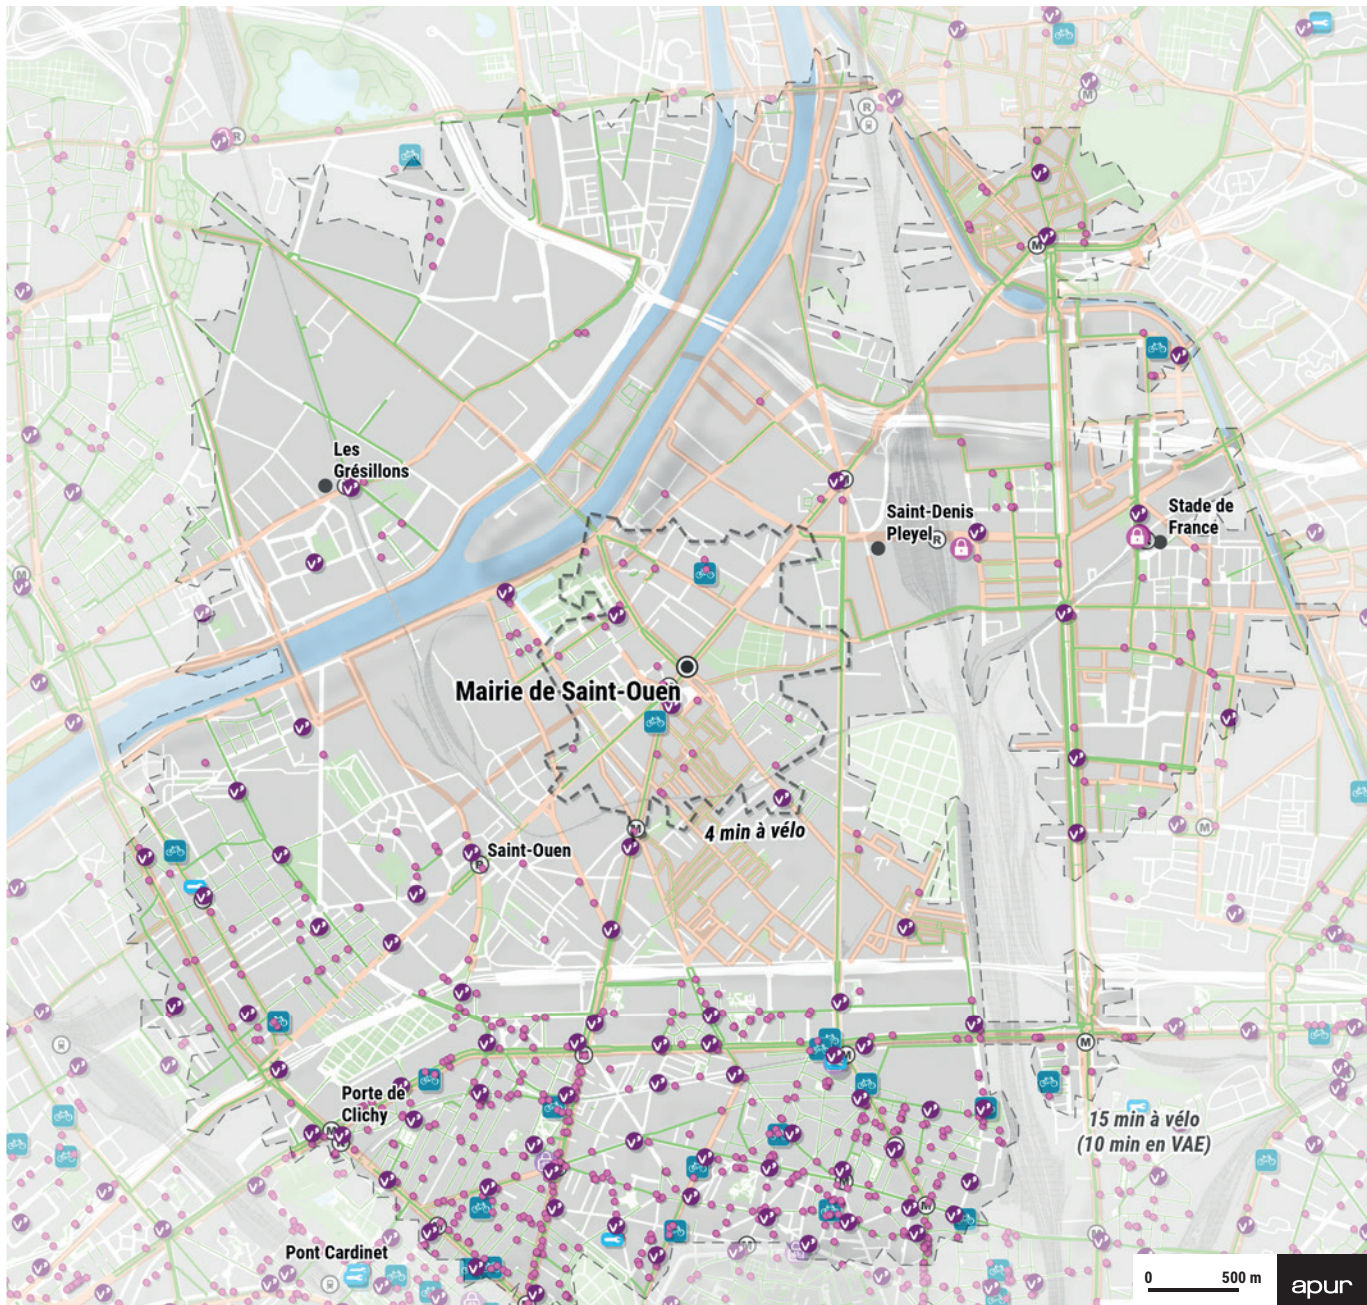 Les
Grésillons
Saint-Denis
Pleyel
R
Stade de
France
Mairie de Saint-Ouen
4 min à vélo
Saint-Ouen
Porte de
Clichy
15 min à vélo
(10 min en VAE)
Pont Cardinet
0 500 m
apur